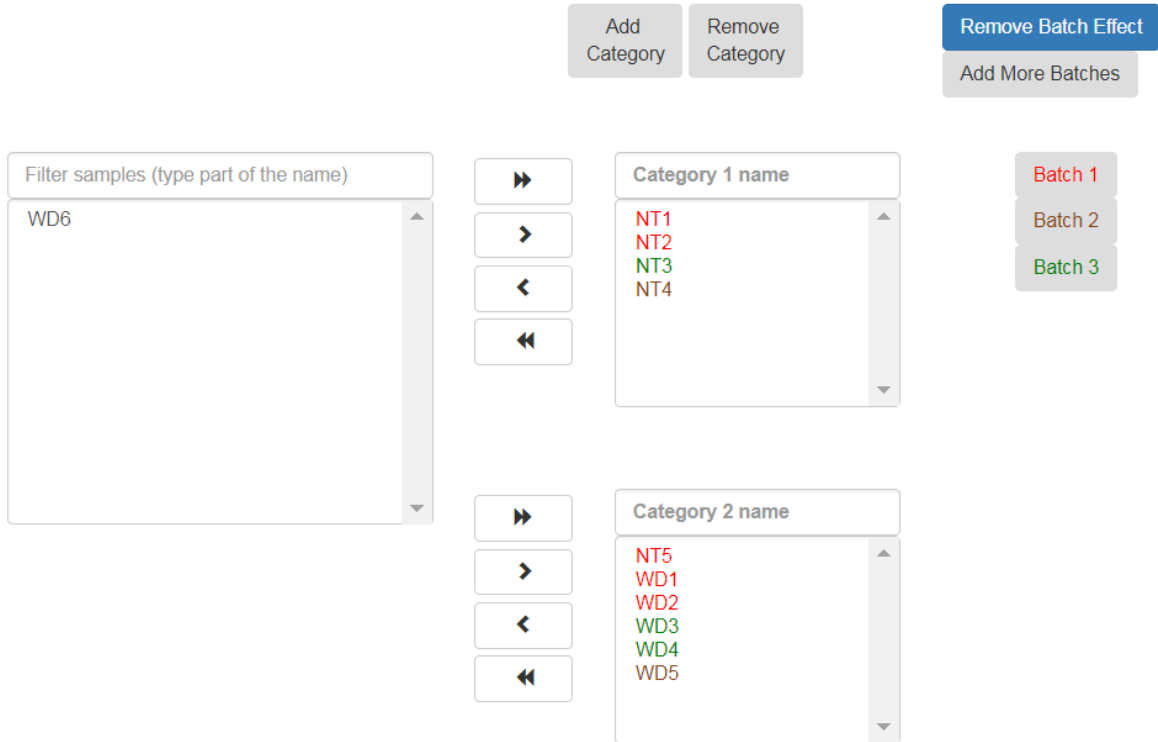 Add
Category
Remove
Category
Remove Batch Effect
Add More Batches
Filter samples (type part of the name)
WD6
Category 1 name
NT1
NT2
NT3
NT4
Batch 1
Batch 2
Batch 3
Category 2 name
NT5
WD1
WD2
WD3
WD4
WD5